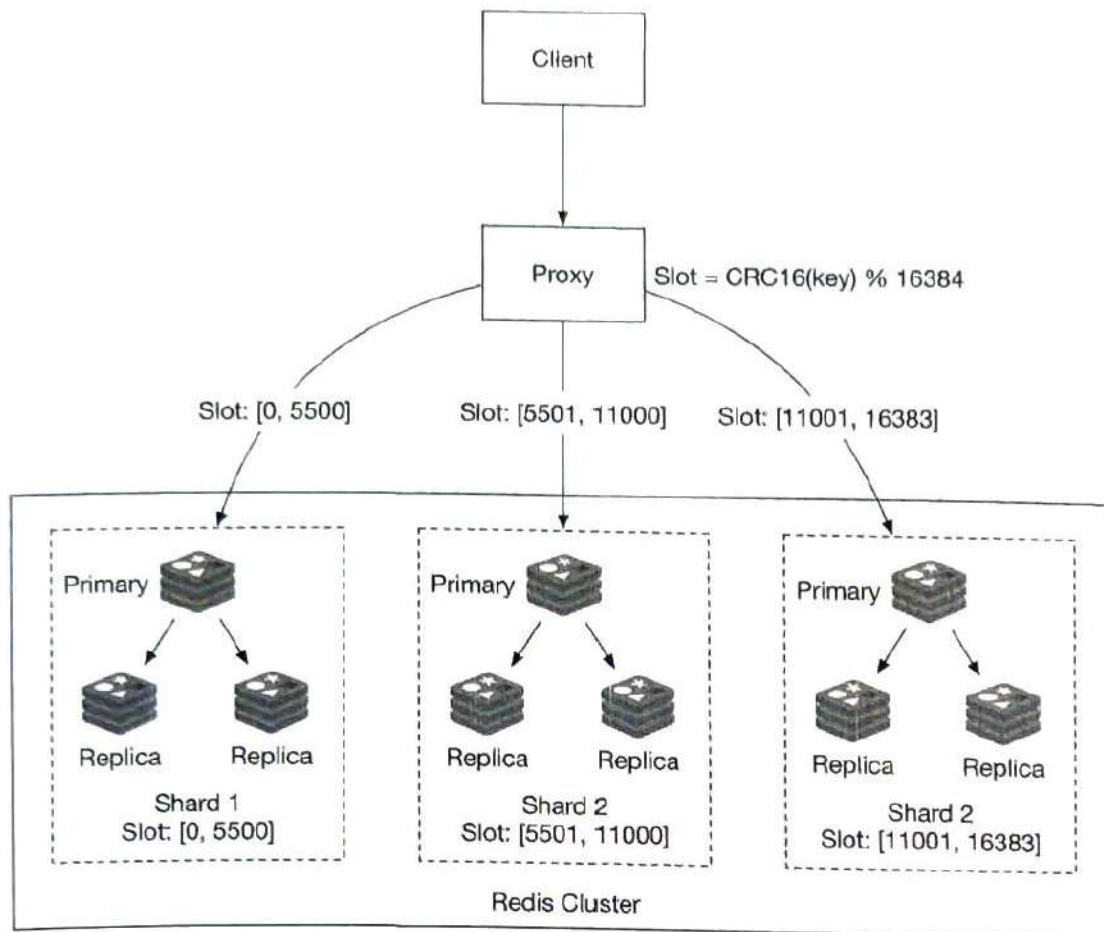 Client
Proxy
Slot = CRC16(key) % 16384
Slot: [0, 5500]
Slot: [5501, 11000]
Slot: [11001, 16383]
Primary
Replica
Replica
Shard 1
Slot: [0, 5500]
Primary
Replica
Replica
Shard 2
Slot: [5501, 11000]
Primary
Replica
Replica
Shard 2
Slot: [11001, 16383]
Redis Cluster